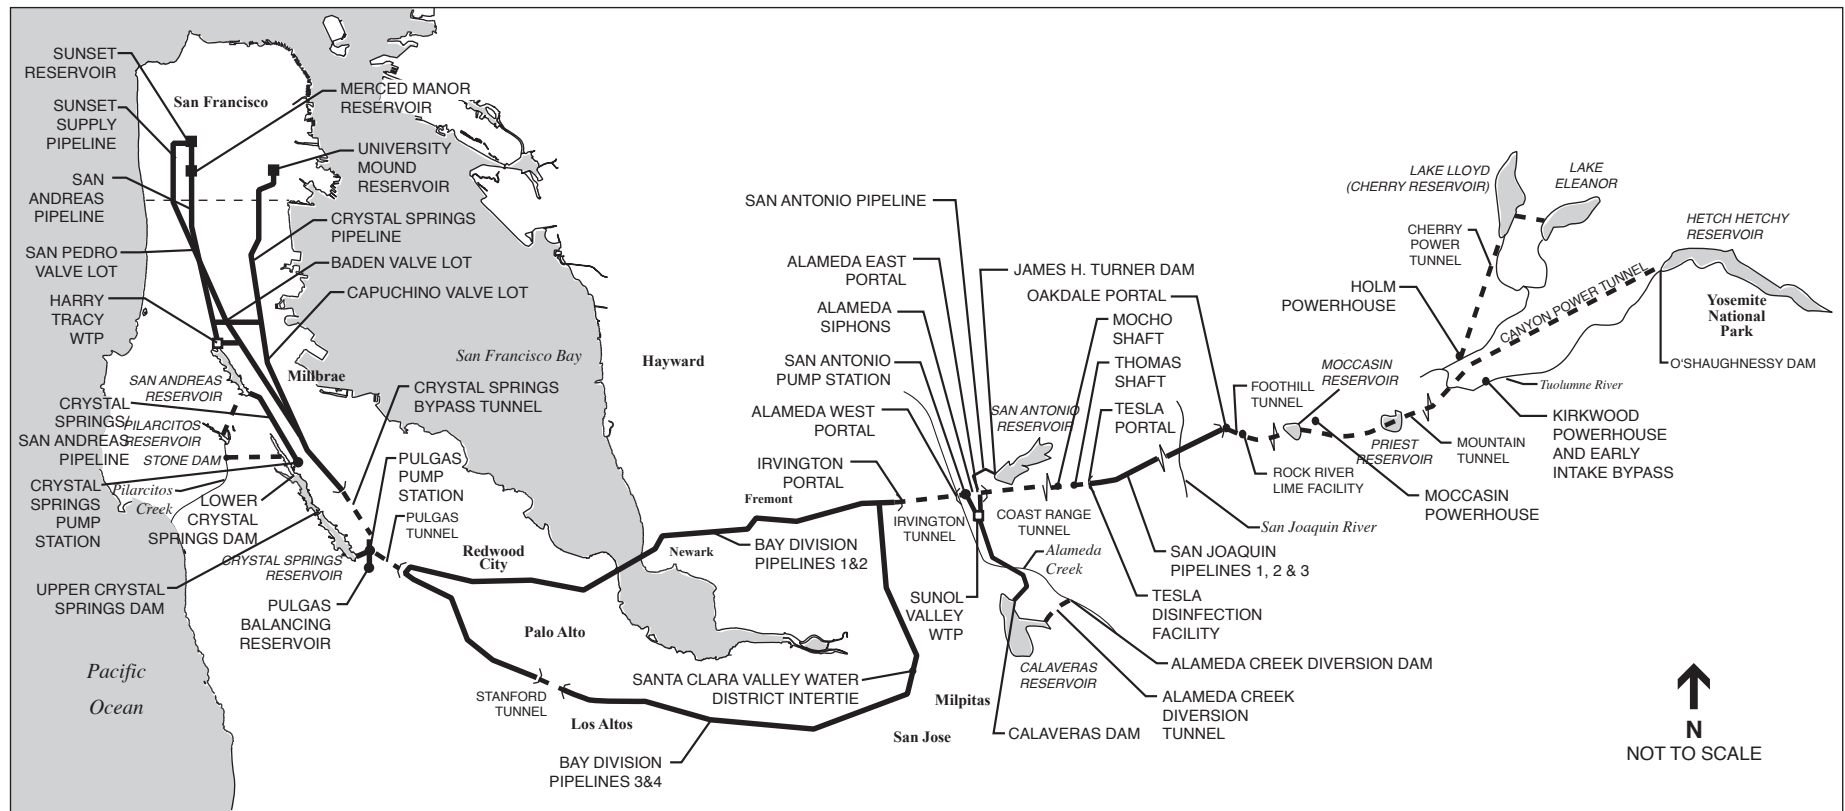 SUNSET
RESERVOIR
SUNSET
SUPPLY
PIPELINE
SAN
ANDREAS
PIPELINE
SAN PEDRO
VALVE LOT
HARRY
TRACY
WTP
SAN ANDREAS
RESERVOIR
CRYSTAL
SPRINGS/
SAN ANDREAS
PIPELINE
PILARCITOS
RESERVOIR
STONE DAM
Pilarcitos
Creek
CRYSTAL
SPRINGS
PUMP
STATION
LOWER
CRYSTAL
SPRINGS DAM
CRYSTAL SPRINGS
RESERVOIR
UPPER CRYSTAL
SPRINGS DAM
PULGAS
BALANCING
RESERVOIR
Pacific
Ocean
San Francisco
MERCED MANOR
RESERVOIR
UNIVERSITY
MOUND
RESERVOIR
CRYSTAL SPRINGS
PIPELINE
BADEN VALVE LOT
CAPUCHINO VALVE LOT
San Francisco Bay
Millbrae
CRYSTAL SPRINGS
BYPASS TUNNEL
PULGAS
PUMP
STATION
PULGAS
TUNNEL
Redwood
City
Palo Alto
STANFORD
TUNNEL
Los Altos
BAY DIVISION
PIPELINES 3&4
Hayward
Newark
Fremont
BAY DIVISION
PIPELINES 1&2
SANTA CLARA VALLEY WATER
DISTRICT INTERTIE
Milpitas
San Jose
SAN ANTONIO PIPELINE
ALAMEDA EAST
PORTAL
ALAMEDA
SIPHONS
SAN ANTONIO
PUMP STATION
ALAMEDA WEST
PORTAL
IRVINGTON
PORTAL
IRVINGTON
TUNNEL
SUNOL
VALLEY
WTP
JAMES H. TURNER DAM
OAKDALE PORTAL
MOCHO
SHAFT
THOMAS
SHAFT
TESLA
PORTAL
SAN ANTONIO
RESERVOIR
COAST RANGE
TUNNEL
Alameda
Creek
CALAVERAS
RESERVOIR
CALAVERAS DAM
SAN JOAQUIN
PIPELINES 1, 2 & 3
TESLA
DISINFECTION
FACILITY
ALAMEDA CREEK DIVERSION DAM
ALAMEDA CREEK
DIVERSION
TUNNEL
San Joaquin River
FOOTHILL
TUNNEL
ROCK RIVER
LIME FACILITY
MOCCASIN
RESERVOIR
MOCCASIN
POWERHOUSE
PRIEST
RESERVOIR
MOUNTAIN
TUNNEL
LAKE LLOYD
(CHERRY RESERVOIR)
LAKE
ELEANOR
CHERRY
POWER
TUNNEL
HOLM
POWERHOUSE
CANYON POWER TUNNEL
HETCH HETCHY
RESERVOIR
Yosemite
National
Park
O'SHAUGHNESSY DAM
Tuolumne River
KIRKWOOD
POWERHOUSE
AND EARLY
INTAKE BYPASS
N
NOT TO SCALE